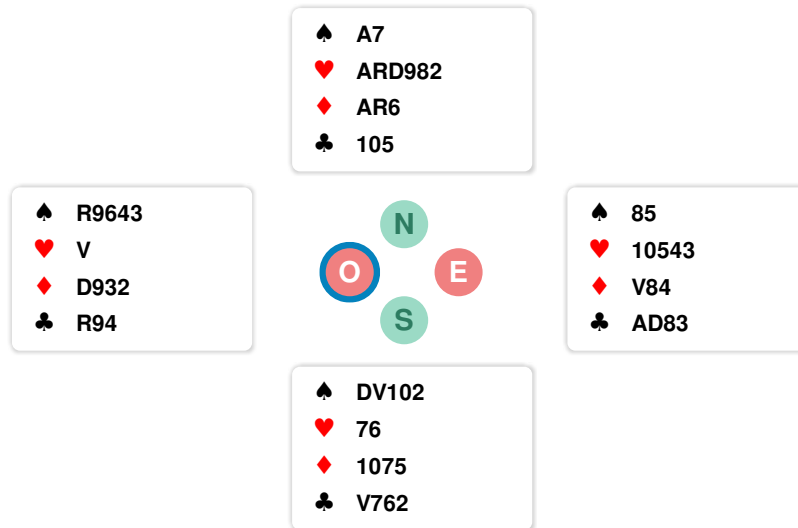 ♠ A7
♥ ARD982
♦ AR6
♣ 105
♠ R9643
♥ V
♦ D932
♣ R94
N
O
E
S
♠ 85
♥ 10543
♦ V84
♣ AD83
♠ DV102
♥ 76
♦ 1075
♣ V762